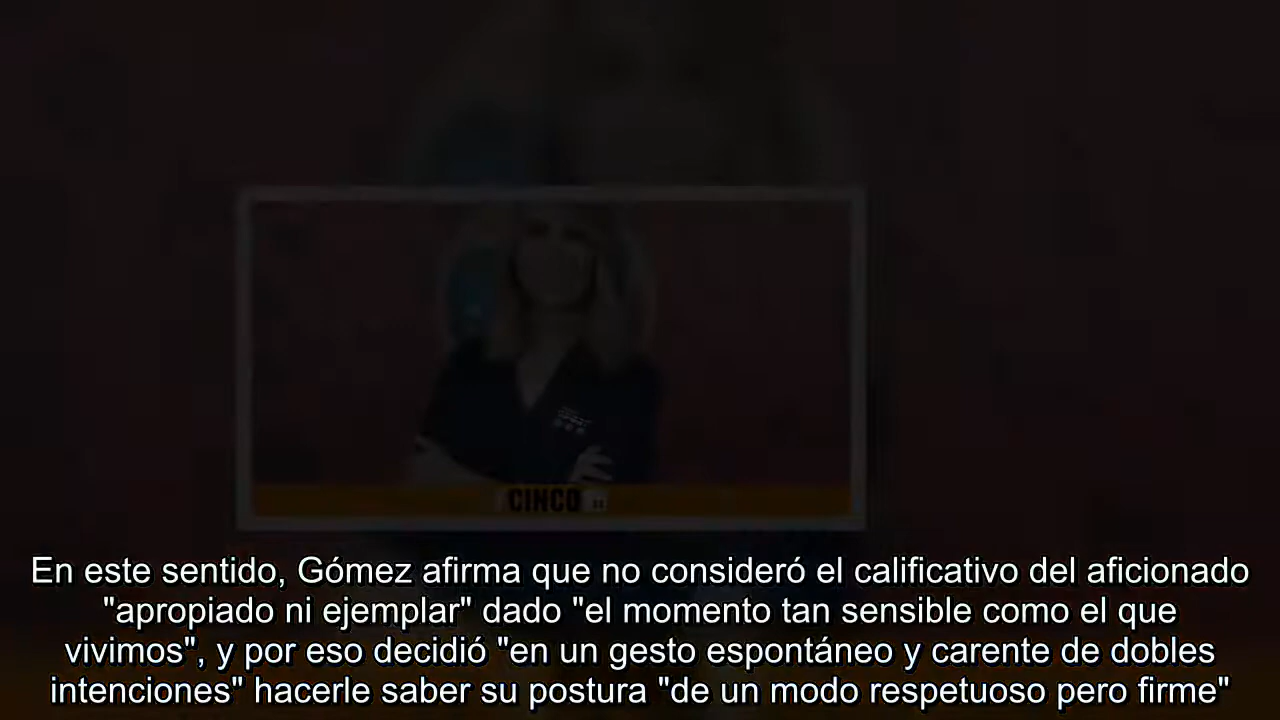 CINCO
En este sentido, Gómez afirma que no consideró el calificativo del aficionado
"apropiado ni ejemplar" dado "el momento tan sensible como el que
vivimos", y por eso decidió "en un gesto espontáneo y carente de dobles
intenciones" hacerle saber su postura "de un modo respetuoso pero firme"